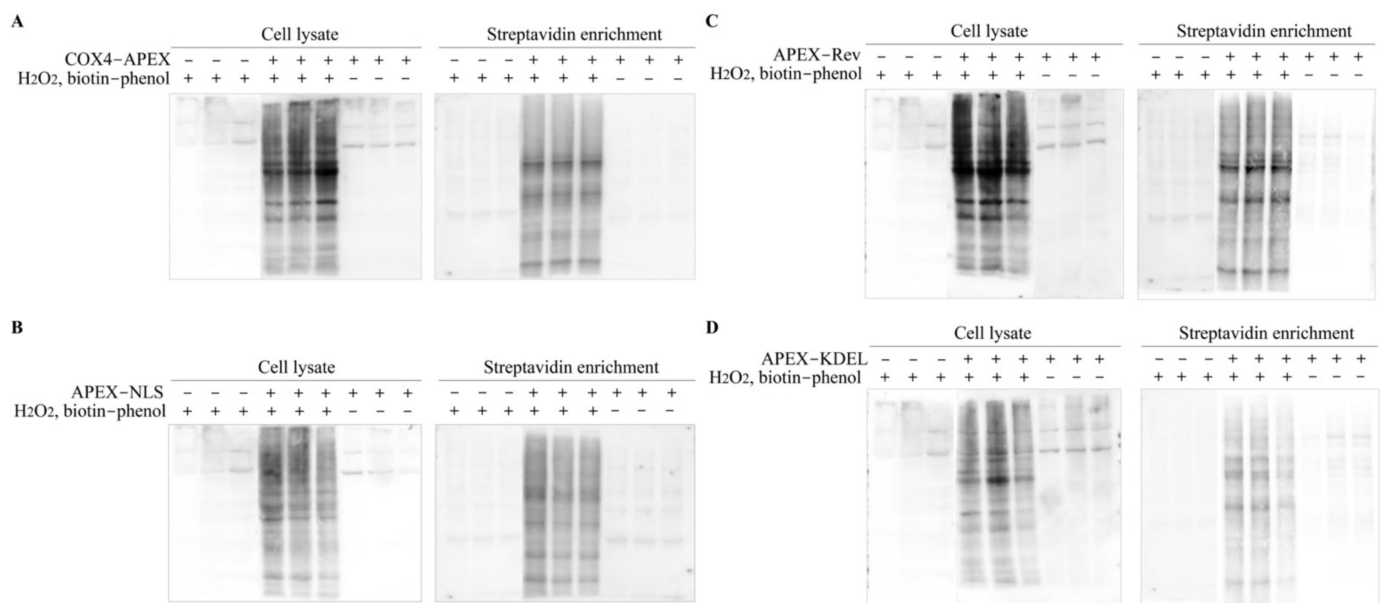 A
Cell lysate Streptavidin enrichment
COX4-APEX − − − + + + + + + − − − + + + + + +
H2O2, biotin-phenol + + + + + + − − − + + + + + + − − −
B
Cell lysate Streptavidin enrichment
APEX-NLS − − − + + + + + + − − − + + + + + +
H2O2, biotin-phenol + + + + + + − − − + + + + + + − − −
C
Cell lysate Streptavidin enrichment
APEX-Rev − − − + + + + + + − − − + + + + + +
H2O2, biotin-phenol + + + + + + − − − + + + + + + − − −
D
Cell lysate Streptavidin enrichment
APEX-KDEL − − − + + + + + + − − − + + + + + +
H2O2, biotin-phenol + + + + + + − − − + + + + + + − − −